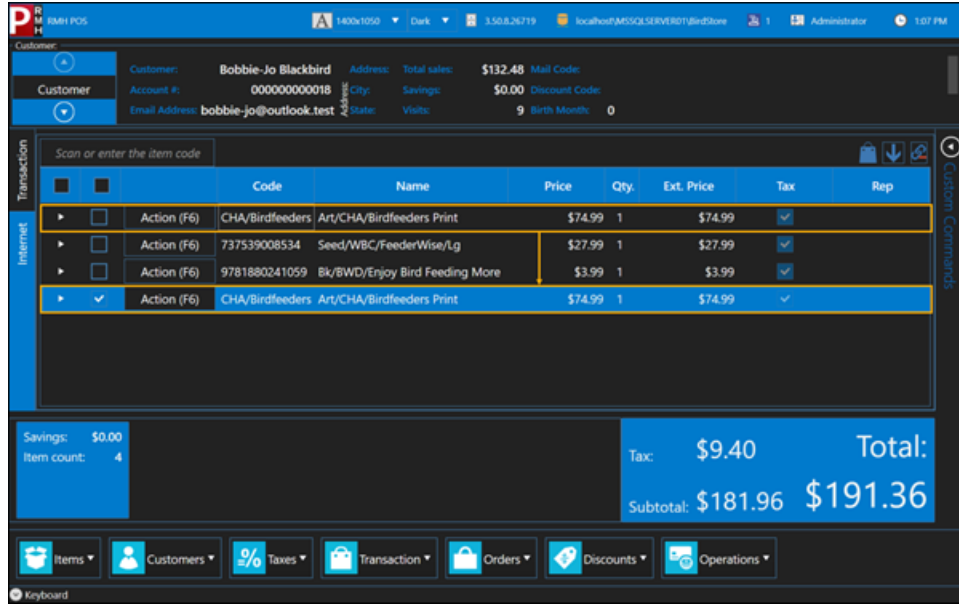 P RMH RMH POS A 1400x1050 Dark 3.50.8.26719 localhost\MSSQLSERVER01\BirdStore 1 Administrator 1:07 PM
Customer:
Customer
Customer: Bobbie-Jo Blackbird Address: Total sales: $132.48 Mail Code:
Account #: 000000000018 City: Savings: $0.00 Discount Code:
Email Address: bobbie-jo@outlook.test State: Visits: 9 Birth Month: 0
Address:
Transaction
Internet
Scan or enter the item code
Custom Commands
Code Name Price Qty. Ext. Price Tax Rep
Action (F6) CHA/Birdfeeders Art/CHA/Birdfeeders Print $74.99 1 $74.99
Action (F6) 737539008534 Seed/WBC/FeederWise/Lg $27.99 1 $27.99
Action (F6) 9781880241059 Bk/BWD/Enjoy Bird Feeding More $3.99 1 $3.99
Action (F6) CHA/Birdfeeders Art/CHA/Birdfeeders Print $74.99 1 $74.99
Savings: $0.00
Item count: 4
Tax: $9.40 Total:
Subtotal: $181.96 $191.36
Items Customers % Taxes Transaction Orders Discounts Operations
Keyboard